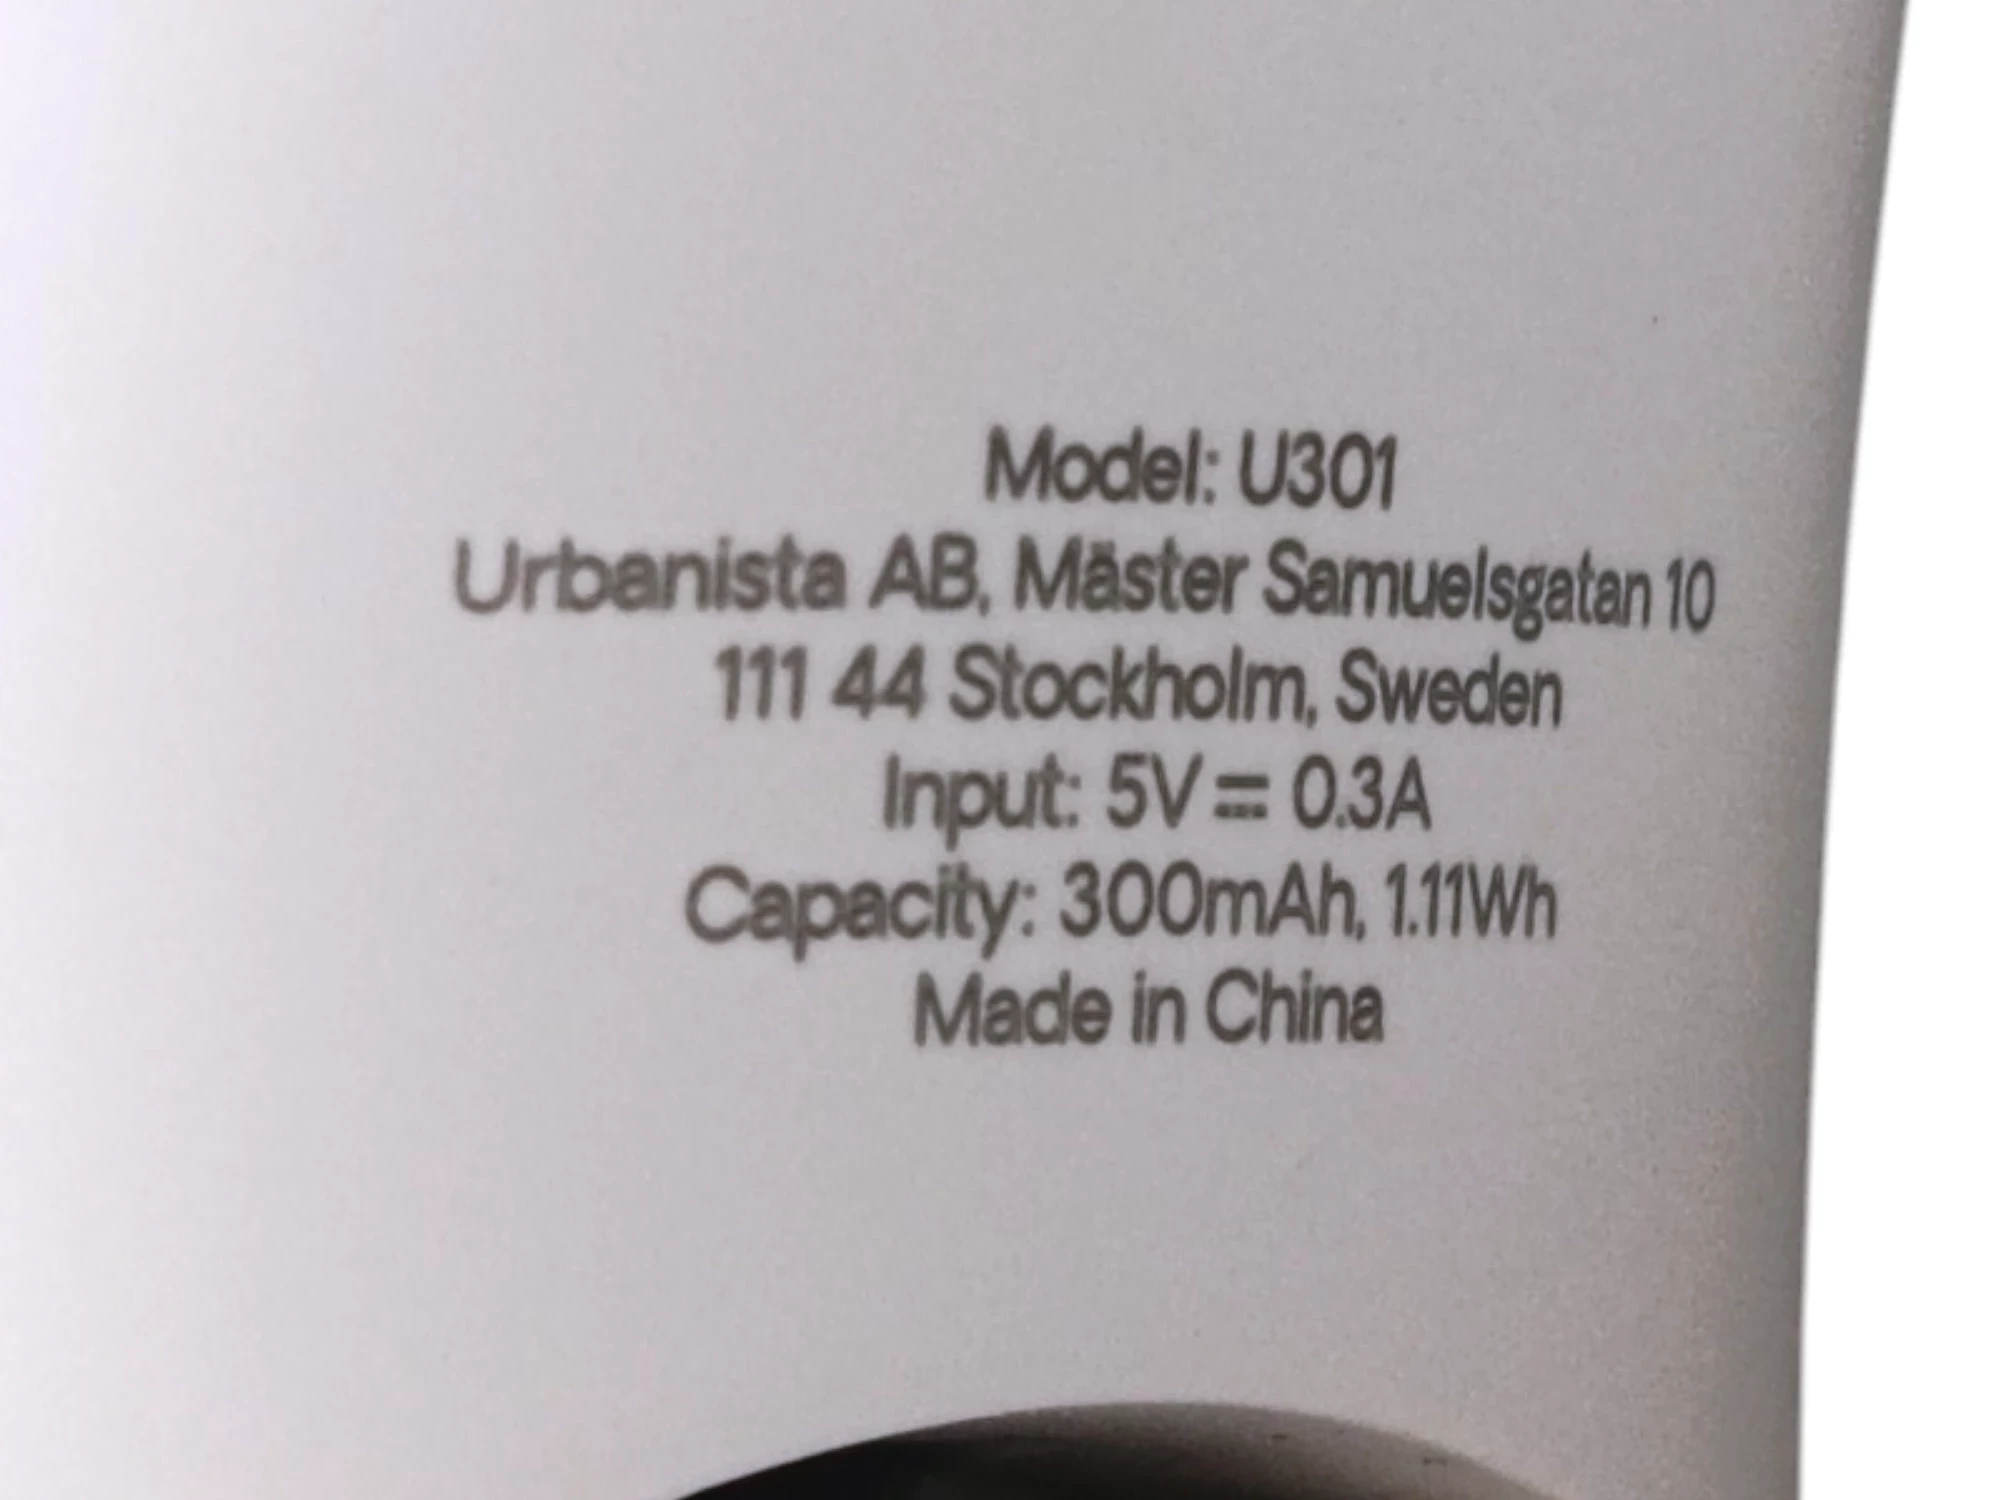 Model: U301
Urbanista AB, Mäster Samuelsgatan 10
111 44 Stockholm, Sweden
Input: 5V⎓ 0.3A
Capacity: 300mAh, 1.11Wh
Made in China